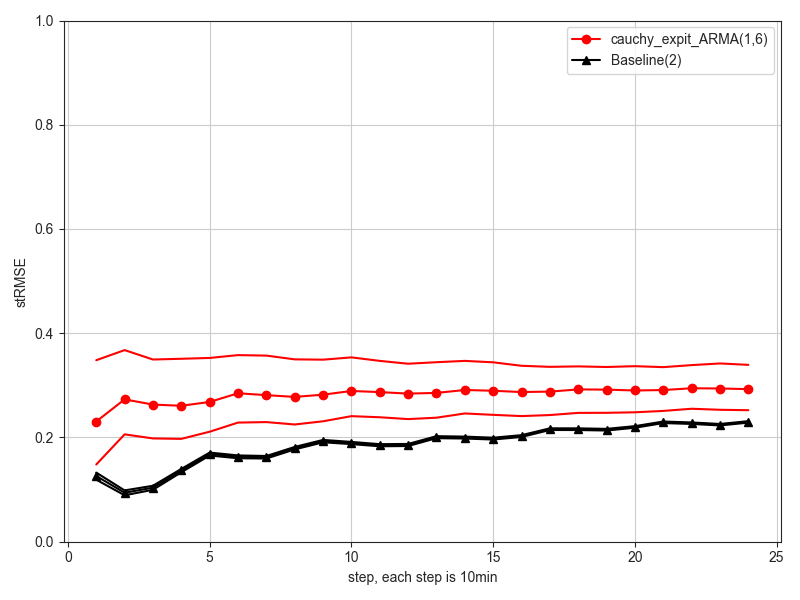 cauchy_expit_ARMA(1,6)
Baseline(2)
stRMSE
1.0
0.8
0.6
0.4
0.2
0.0
0 5 10 15 20 25
step, each step is 10min